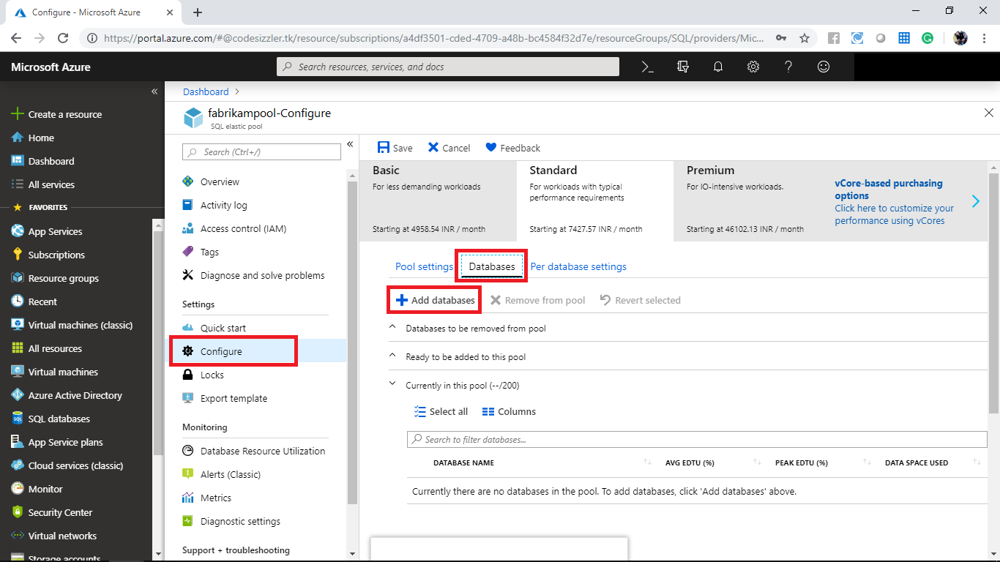 Configure - Microsoft Azure
https://portal.azure.com/#@codesizzler.tk/resource/subscriptions/a4df3501-cded-4709-a48b-bc4584f32d7e/resourceGroups/SQL/providers/Mic...
Microsoft Azure
Search resources, services, and docs
Create a resource
Home
Dashboard
All services
FAVORITES
App Services
Subscriptions
Resource groups
Recent
Virtual machines (classic)
All resources
Virtual machines
Azure Active Directory
SQL databases
App Service plans
Cloud services (classic)
Monitor
Security Center
Virtual networks
Storage accounts
Dashboard
fabrikampool-Configure
SQL elastic pool
Search (Ctrl+/)
Overview
Activity log
Access control (IAM)
Tags
Diagnose and solve problems
Settings
Quick start
Configure
Locks
Export template
Monitoring
Database Resource Utilization
Alerts (Classic)
Metrics
Diagnostic settings
Support + troubleshooting
Save Cancel Feedback
Basic
For less demanding workloads
Starting at 4958.54 INR / month
Standard
For workloads with typical
performance requirements
Starting at 7427.57 INR / month
Premium
For IO-intensive workloads.
Starting at 46102.13 INR / month
vCore-based purchasing
options
Click here to customize your
performance using vCores
Pool settings Databases Per database settings
Add databases Remove from pool Revert selected
Databases to be removed from pool
Ready to be added to this pool
Currently in this pool (--/200)
Select all Columns
Search to filter databases...
DATABASE NAME AVG EDTU (%) PEAK EDTU (%) DATA SPACE USED
Currently there are no databases in the pool. To add databases, click 'Add databases' above.